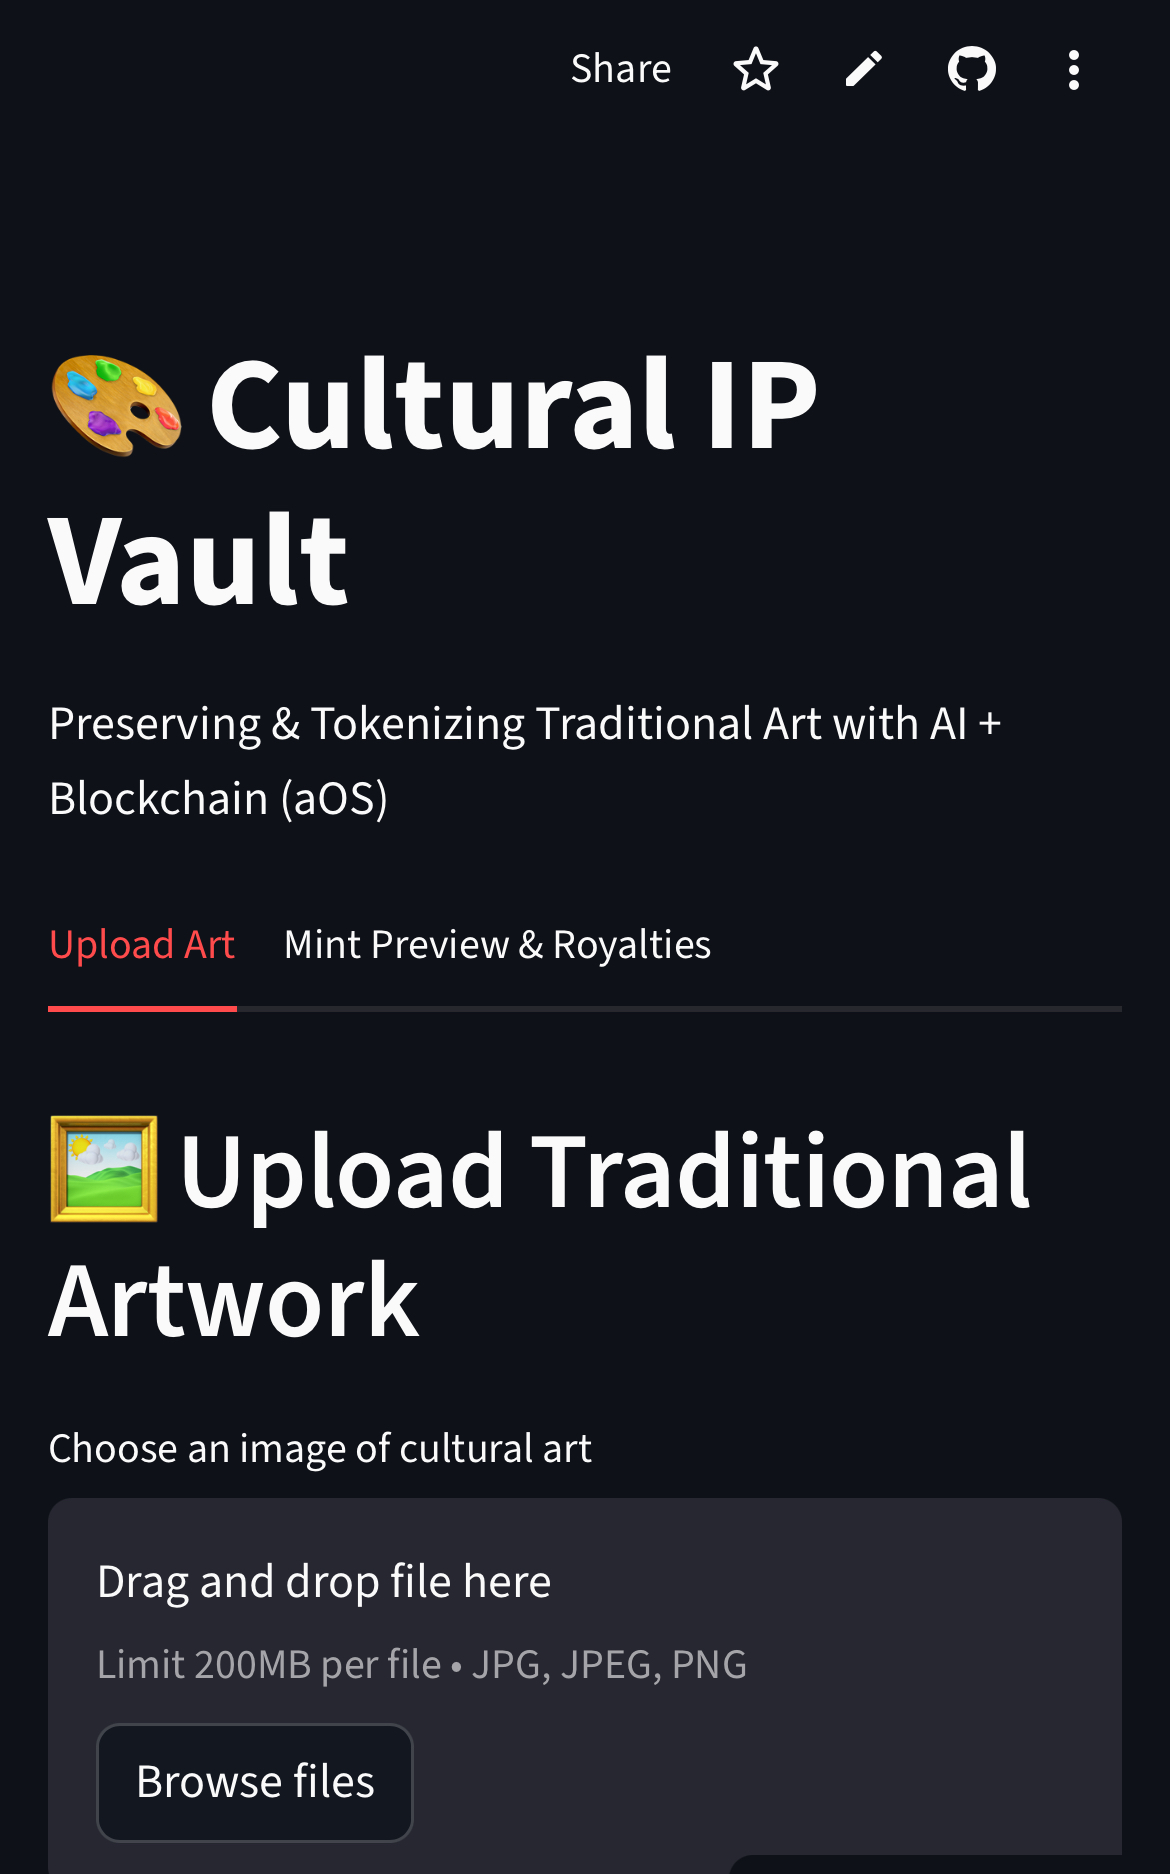 Share
Cultural IP
Vault
Preserving & Tokenizing Traditional Art with AI +
Blockchain (aOS)
Upload Art Mint Preview & Royalties
Upload Traditional
Artwork
Choose an image of cultural art
Drag and drop file here
Limit 200MB per file • JPG, JPEG, PNG
Browse files